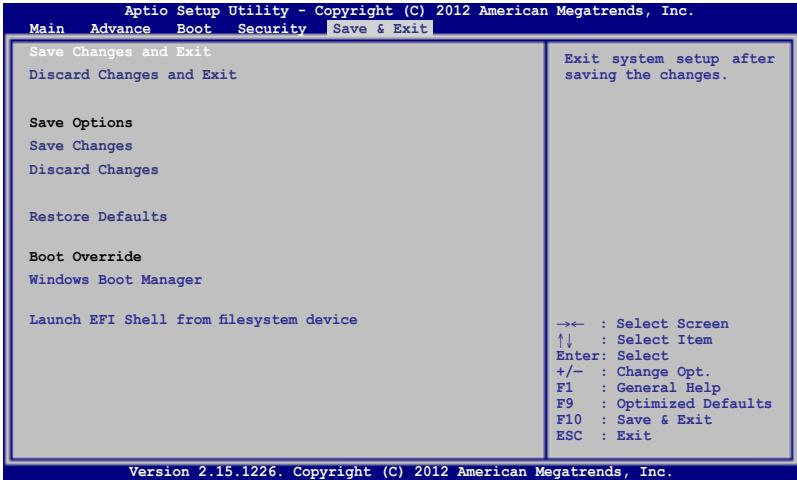 Aptio Setup Utility - Copyright (C) 2012 American Megatrends, Inc.
Main Advance Boot Security Save & Exit
Save Changes and Exit
Discard Changes and Exit
Save Options
Save Changes
Discard Changes
Restore Defaults
Boot Override
Windows Boot Manager
Launch EFI Shell from filesystem device
Exit system setup after
saving the changes.
→← : Select Screen
↑↓ : Select Item
Enter: Select
+/— : Change Opt.
F1 : General Help
F9 : Optimized Defaults
F10 : Save & Exit
ESC : Exit
Version 2.15.1226. Copyright (C) 2012 American Megatrends, Inc.